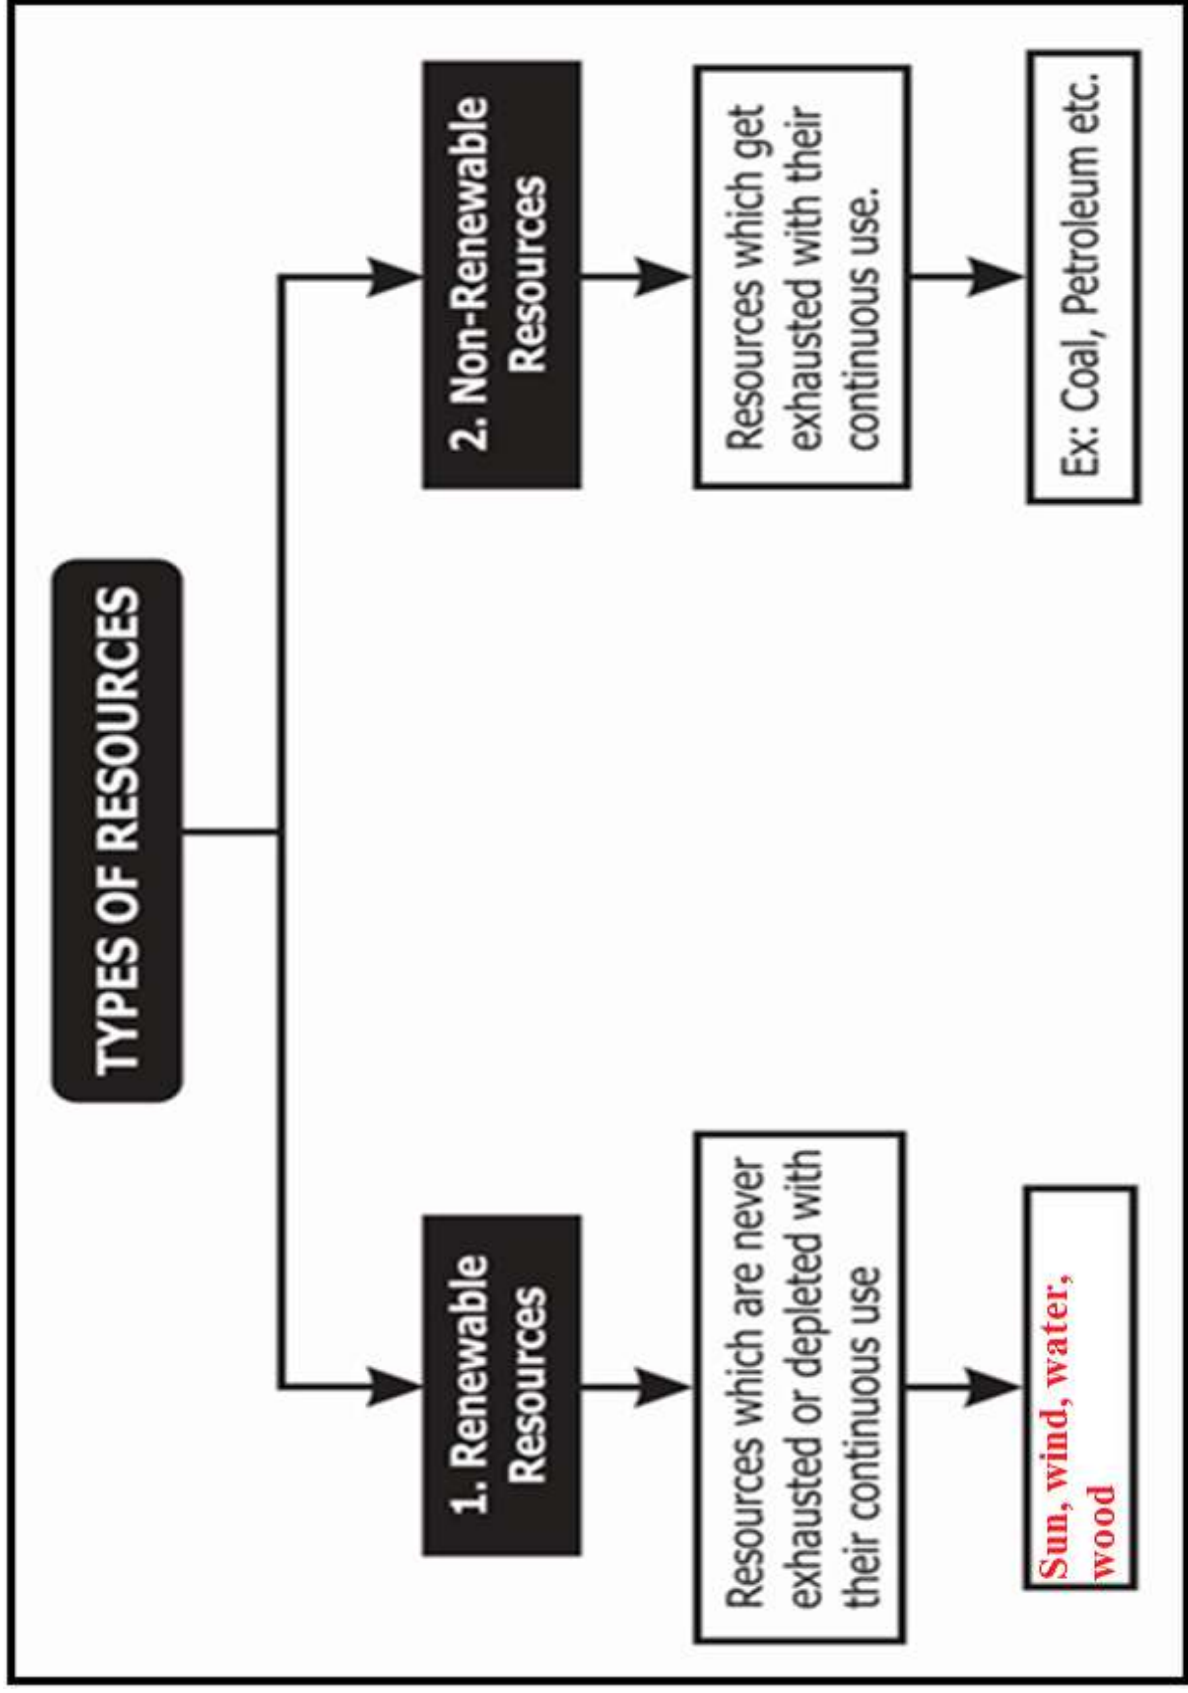 TYPES OF RESOURCES
1. Renewable
Resources
Resources which are never
exhausted or depleted with
their continuous use
Sun, wind, water,
wood
2. Non-Renewable
Resources
Resources which get
exhausted with their
continuous use.
Ex: Coal, Petroleum etc.